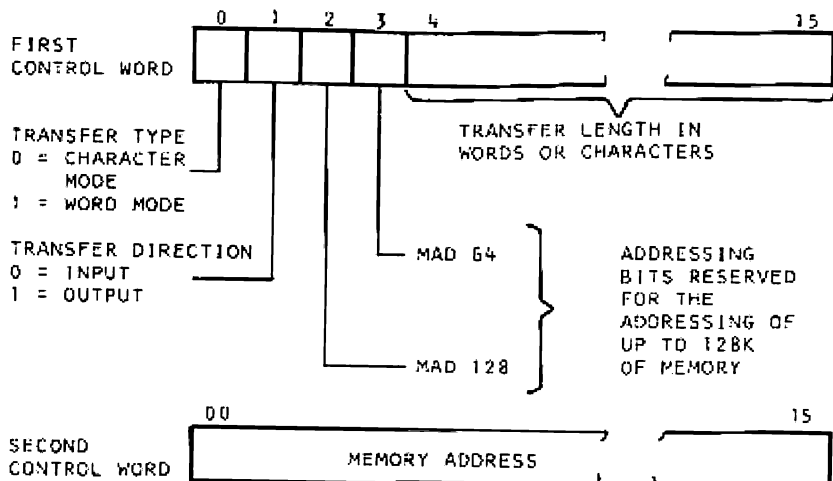 0 1 2 3 4 15
FIRST
CONTROL WORD
TRANSFER LENGTH IN
WORDS OR CHARACTERS
TRANSFER TYPE
0 = CHARACTER
MODE
1 = WORD MODE
TRANSFER DIRECTION
0 = INPUT
1 = OUTPUT
MAD 64
MAD 128
ADDRESSING
BITS RESERVED
FOR THE
ADDRESSING OF
UP TO 128K
OF MEMORY
00 15
SECOND
CONTROL WORD
MEMORY ADDRESS